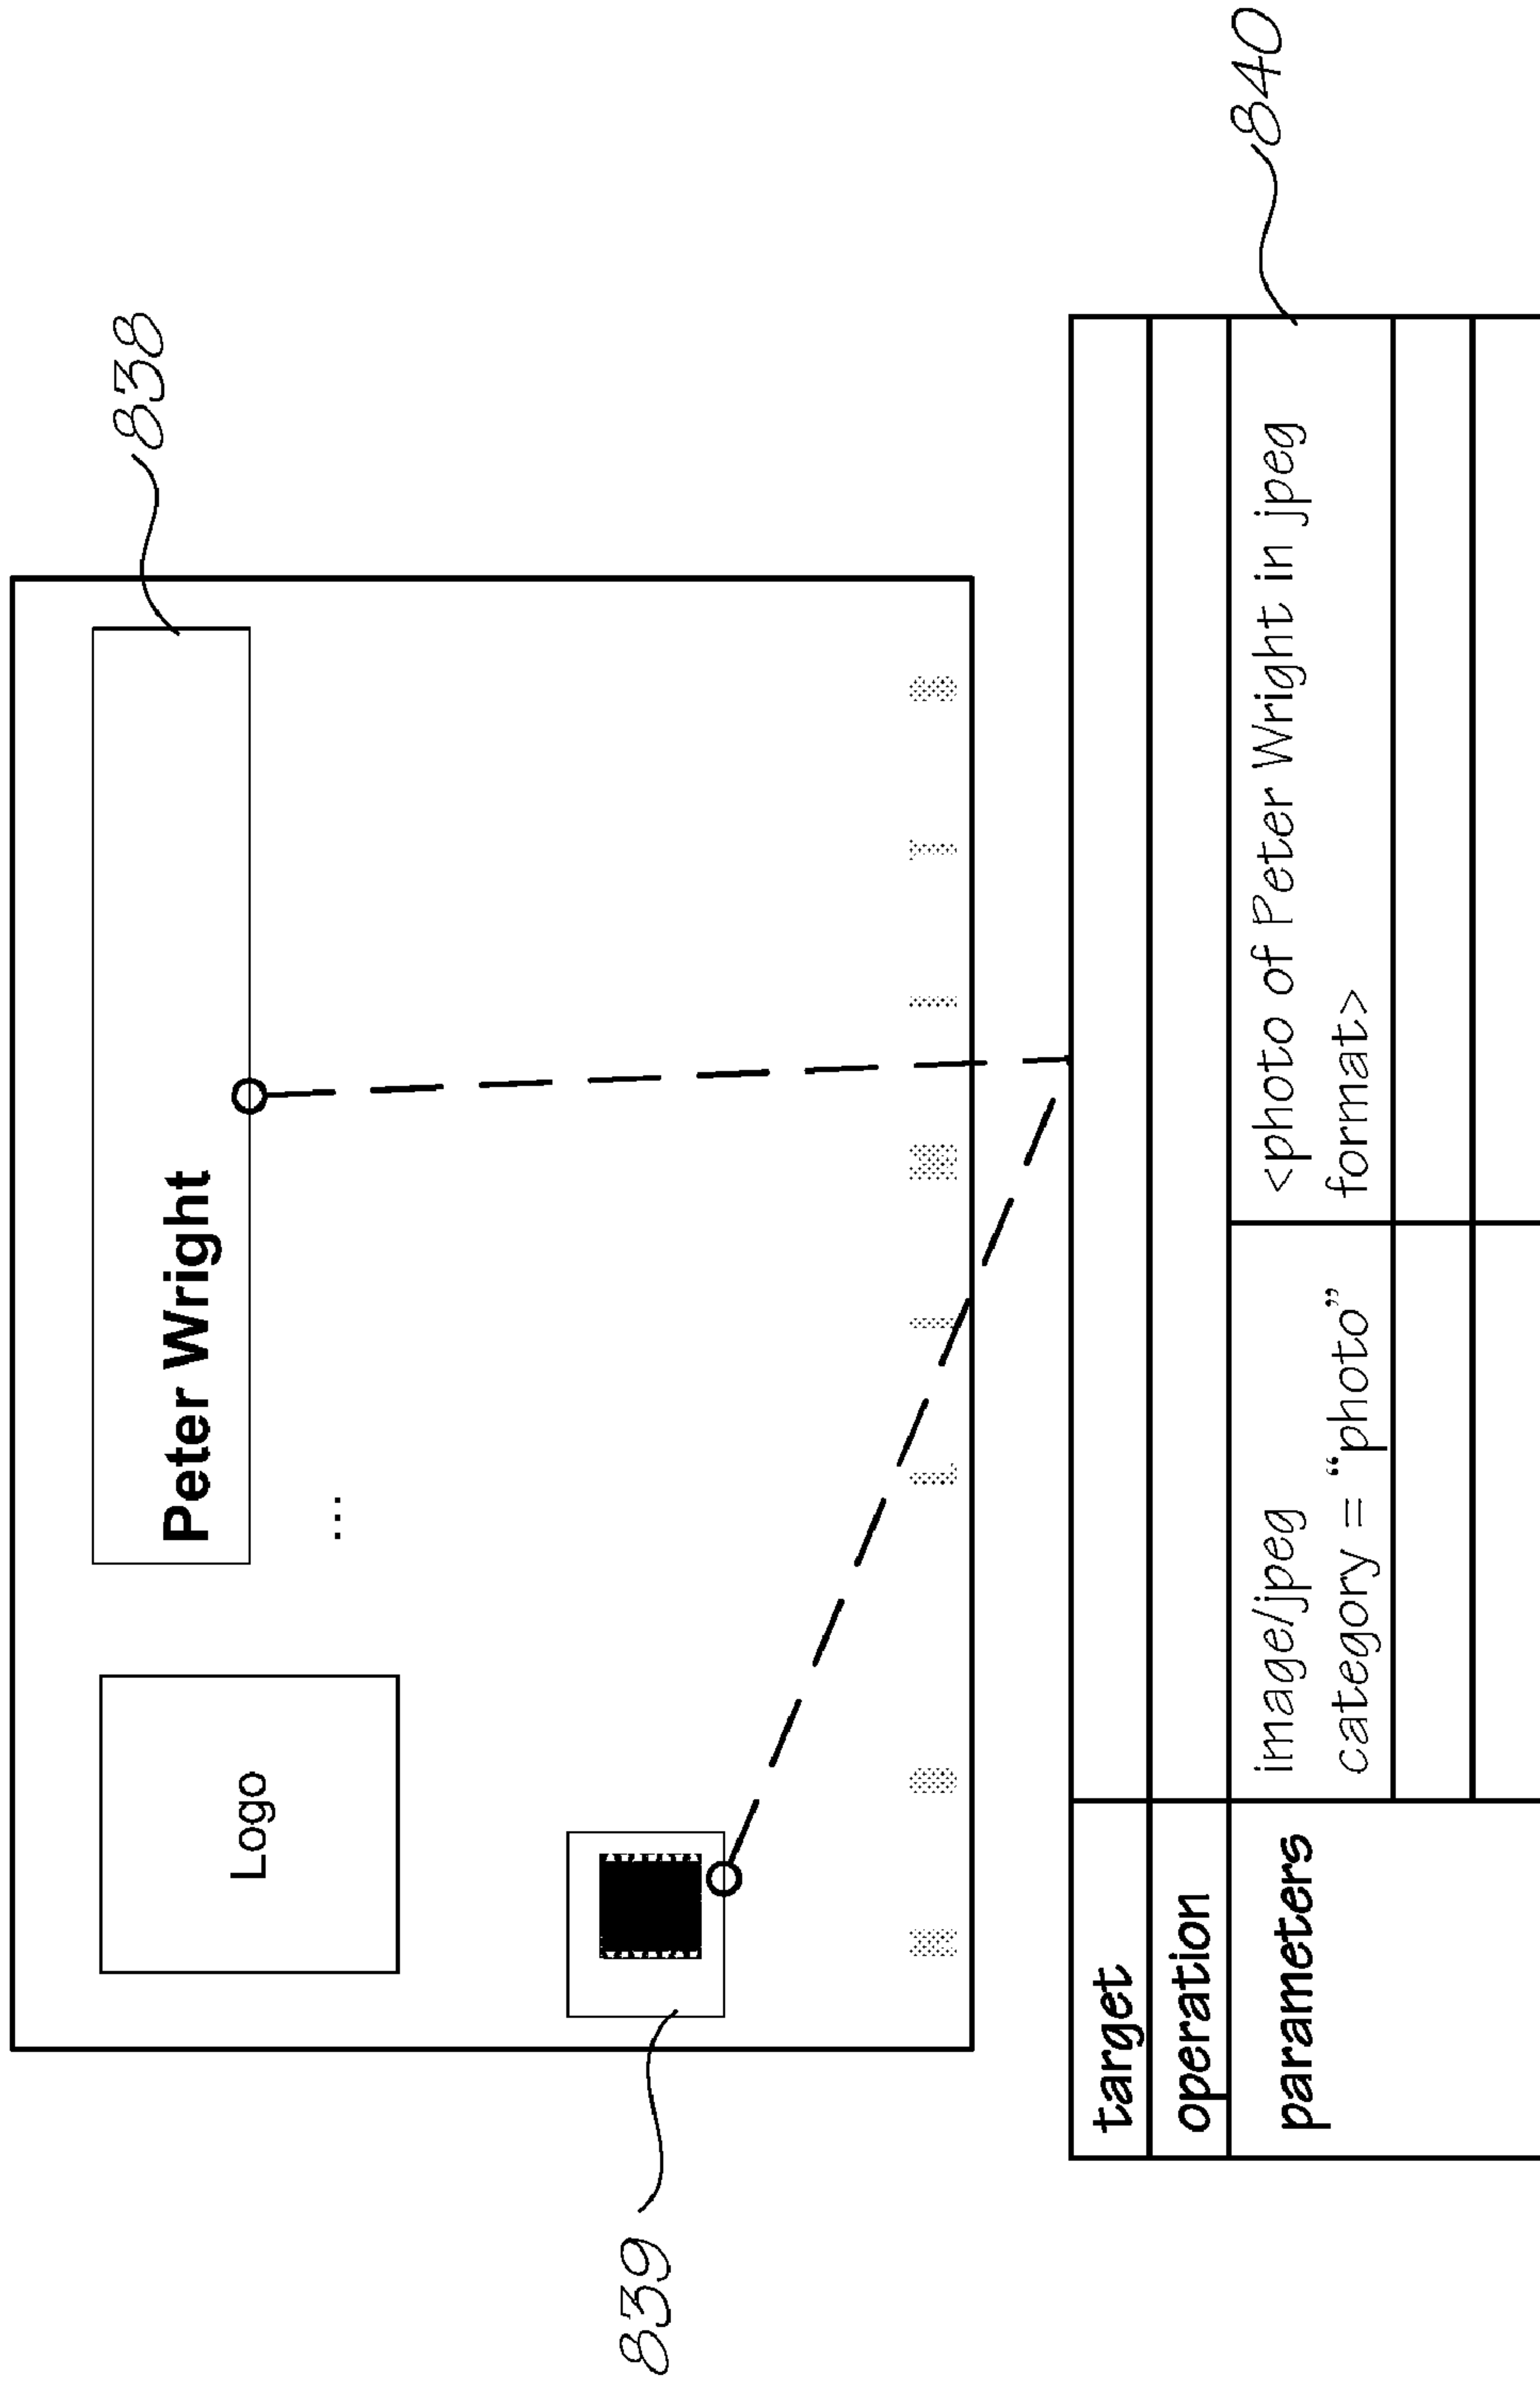 838
Logo
Peter Wright
...
839
target
operation
parameters
image/jpeg
category = “photo”
<photo of Peter Wright in jpeg
format>
840